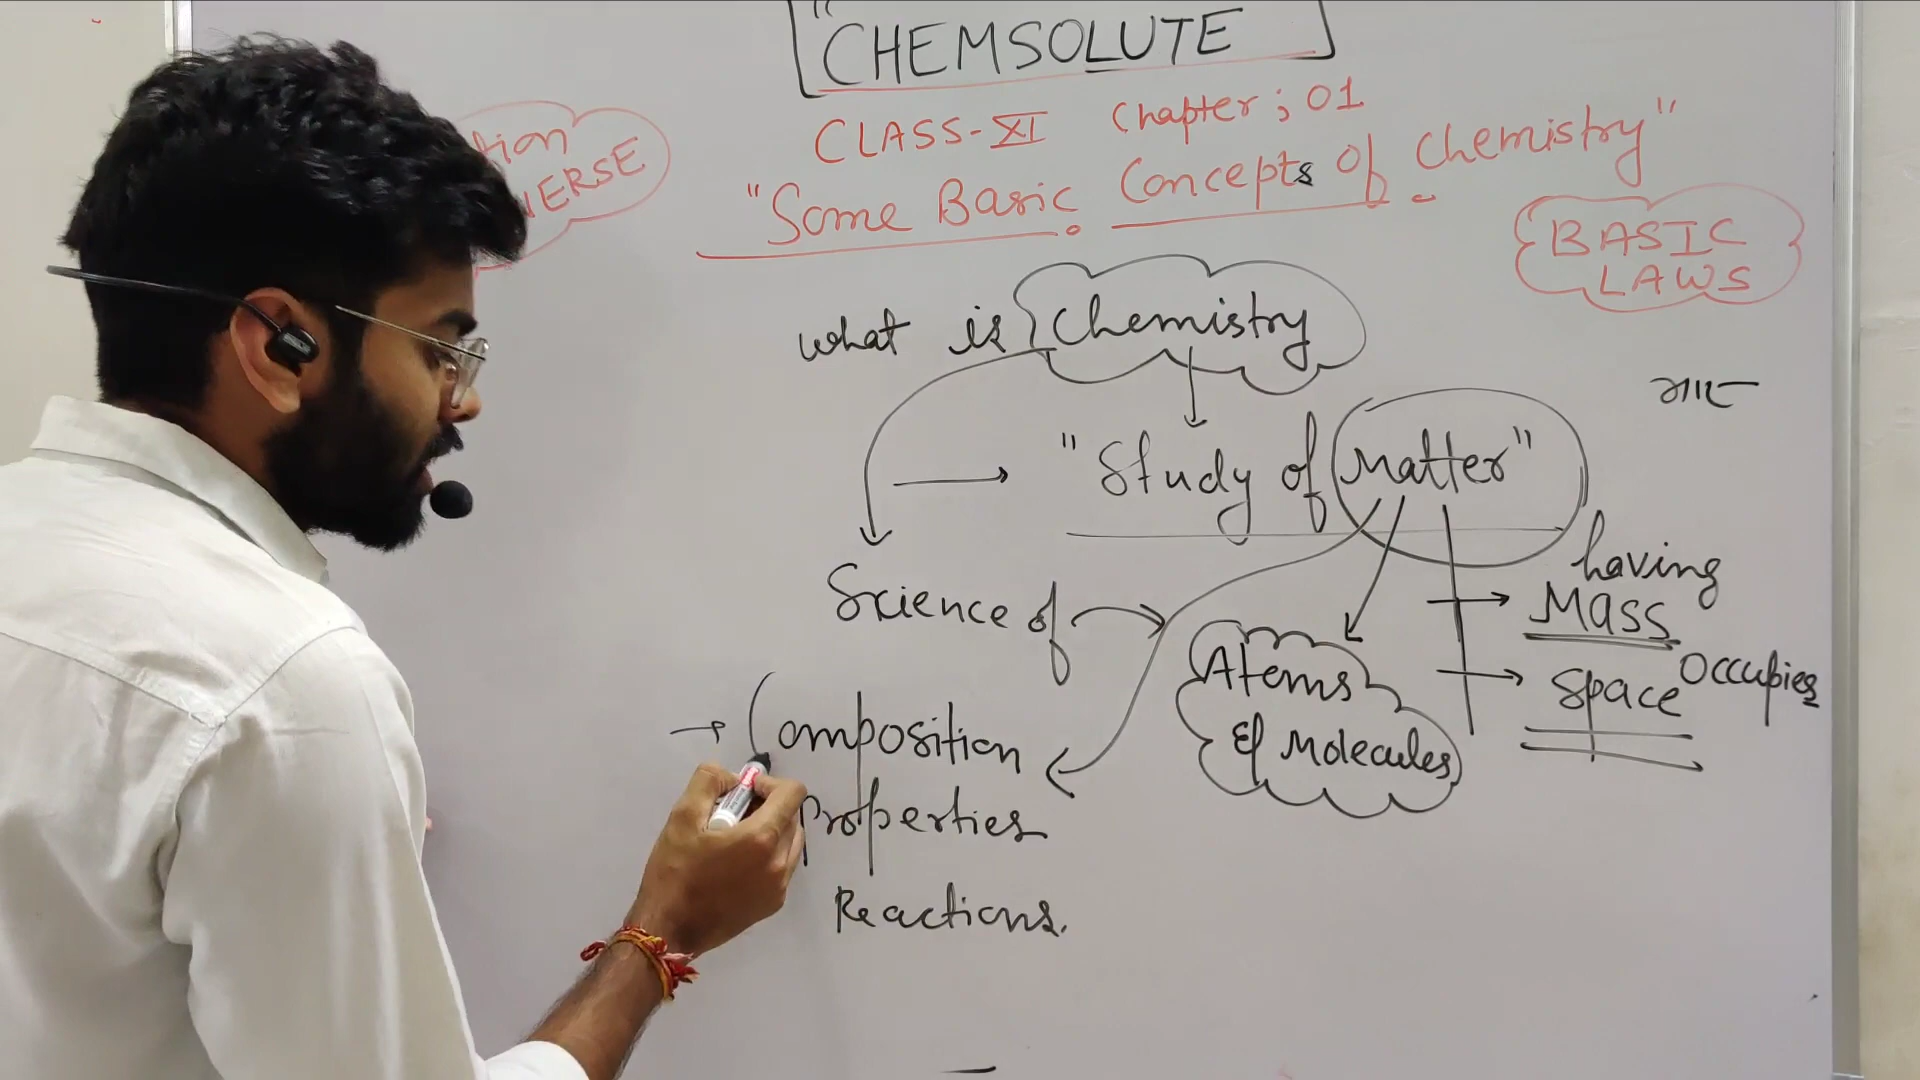 "CHEMSOLUTE
CLASS-XI Chapter ; 01
"Some Basic Concepts Of Chemistry"
BASIC
LAWS
what is Chemistry
"Study of Matter"
Science of
having
Mass
Space Occupies
Atoms
& Molecules
→ Composition
Properties
Reactions.